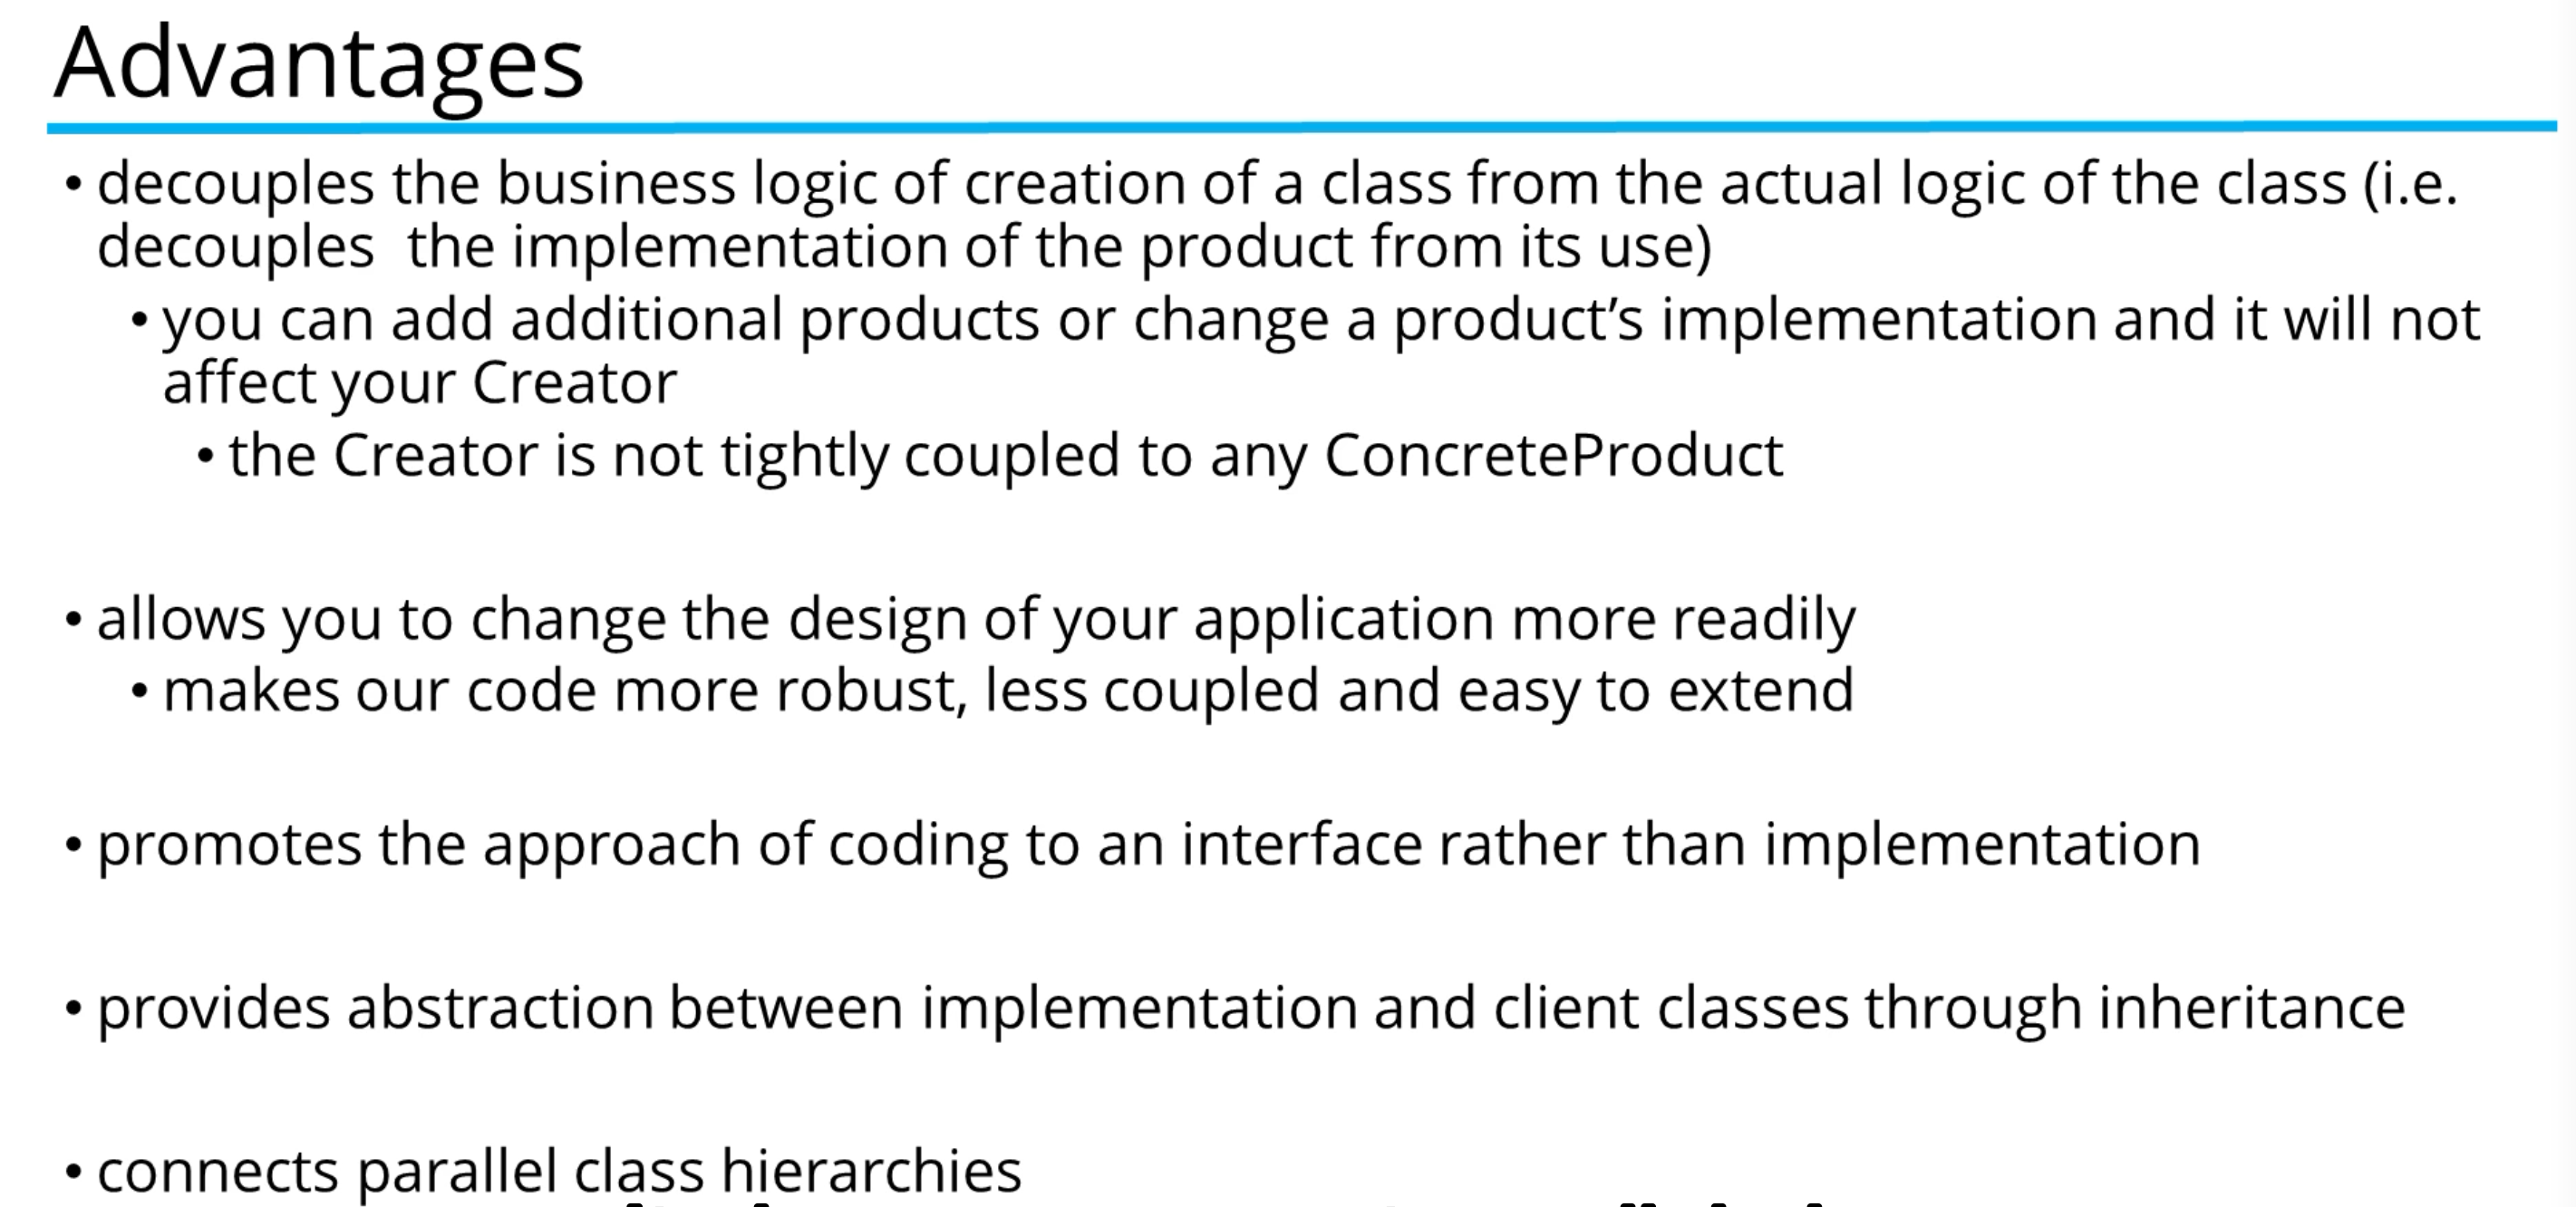 Advantages
• decouples the business logic of creation of a class from the actual logic of the class (i.e.
decouples  the implementation of the product from its use)
• you can add additional products or change a product’s implementation and it will not
affect your Creator
• the Creator is not tightly coupled to any ConcreteProduct
• allows you to change the design of your application more readily
• makes our code more robust, less coupled and easy to extend
• promotes the approach of coding to an interface rather than implementation
• provides abstraction between implementation and client classes through inheritance
• connects parallel class hierarchies